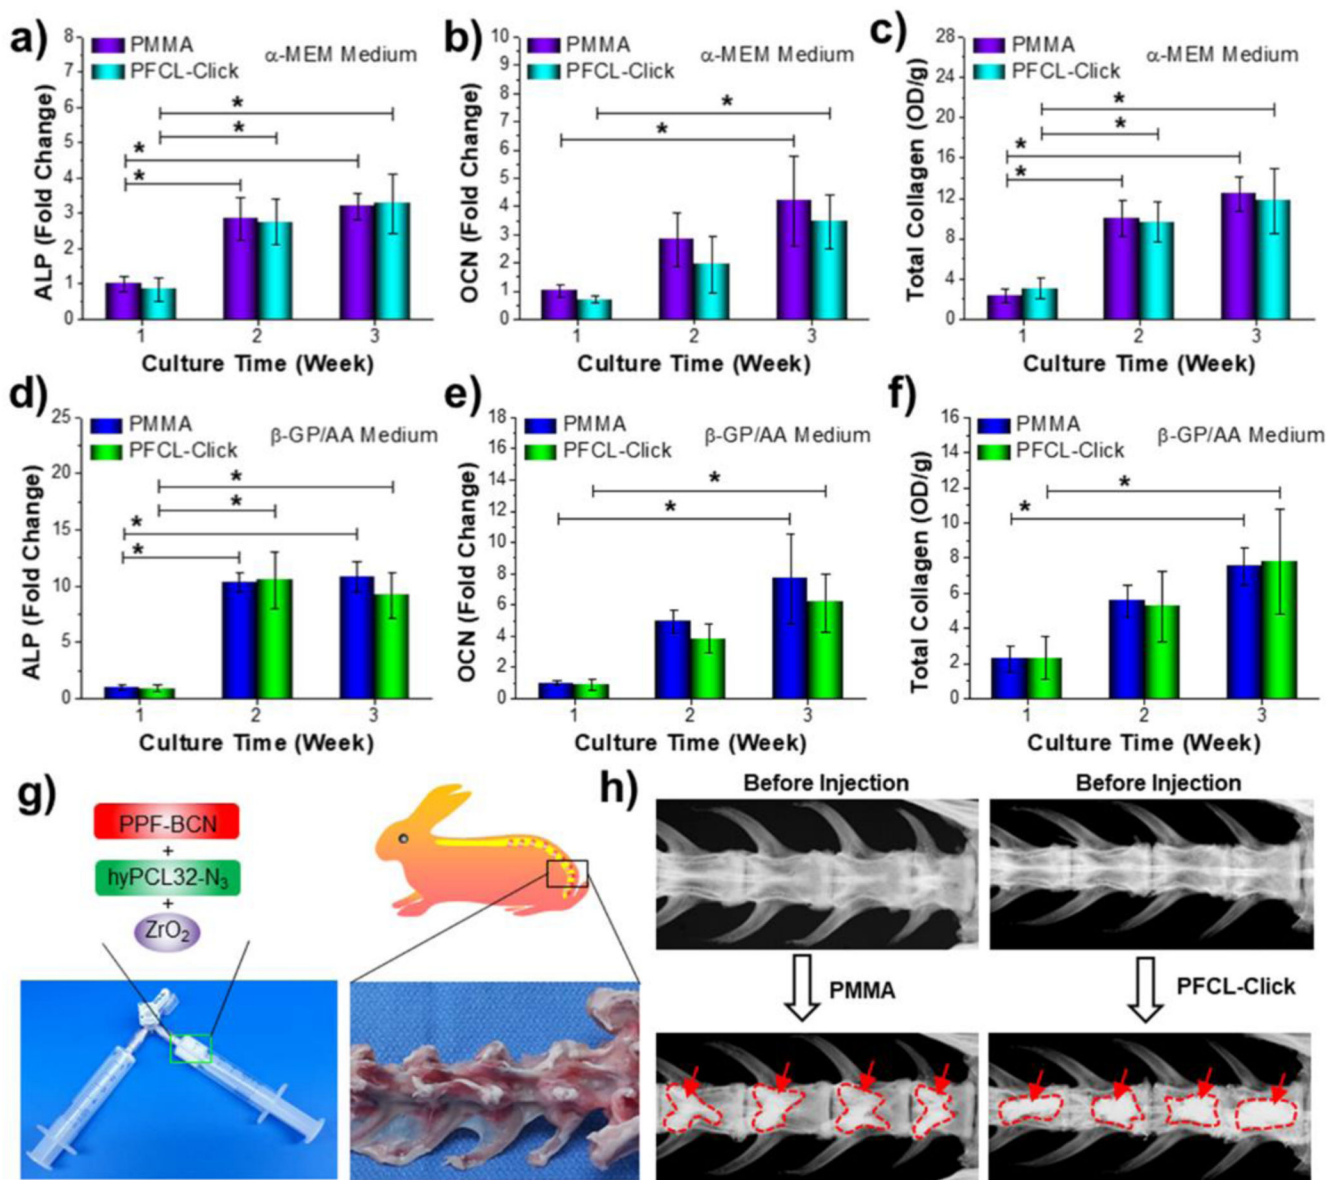 a)
ALP (Fold Change)
8
7
6
5
4
3
2
1
0
PMMA
PFCL-Click
α-MEM Medium
*
*
*
*
1 2 3
Culture Time (Week)
b)
OCN (Fold Change)
10
9
8
7
6
5
4
3
2
1
0
PMMA
PFCL-Click
α-MEM Medium
*
*
1 2 3
Culture Time (Week)
c)
Total Collagen (OD/g)
28
24
20
16
12
8
4
0
PMMA
PFCL-Click
α-MEM Medium
*
*
*
*
1 2 3
Culture Time (Week)
d)
ALP (Fold Change)
25
20
15
10
5
0
PMMA
PFCL-Click
β-GP/AA Medium
*
*
*
*
1 2 3
Culture Time (Week)
e)
OCN (Fold Change)
18
16
14
12
10
8
6
4
2
0
PMMA
PFCL-Click
β-GP/AA Medium
*
*
1 2 3
Culture Time (Week)
f)
Total Collagen (OD/g)
16
14
12
10
8
6
4
2
0
PMMA
PFCL-Click
β-GP/AA Medium
*
*
1 2 3
Culture Time (Week)
g)
PPF-BCN
+
hyPCL32-N₃
+
ZrO₂
h)
Before Injection
Before Injection
PMMA
PFCL-Click